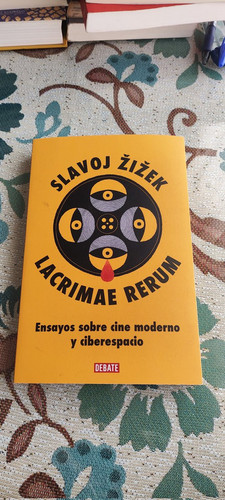 SLAVOJ ŽIŽEK
LACRIMAE RERUM
Ensayos sobre cine moderno
y ciberespacio
DEBATE